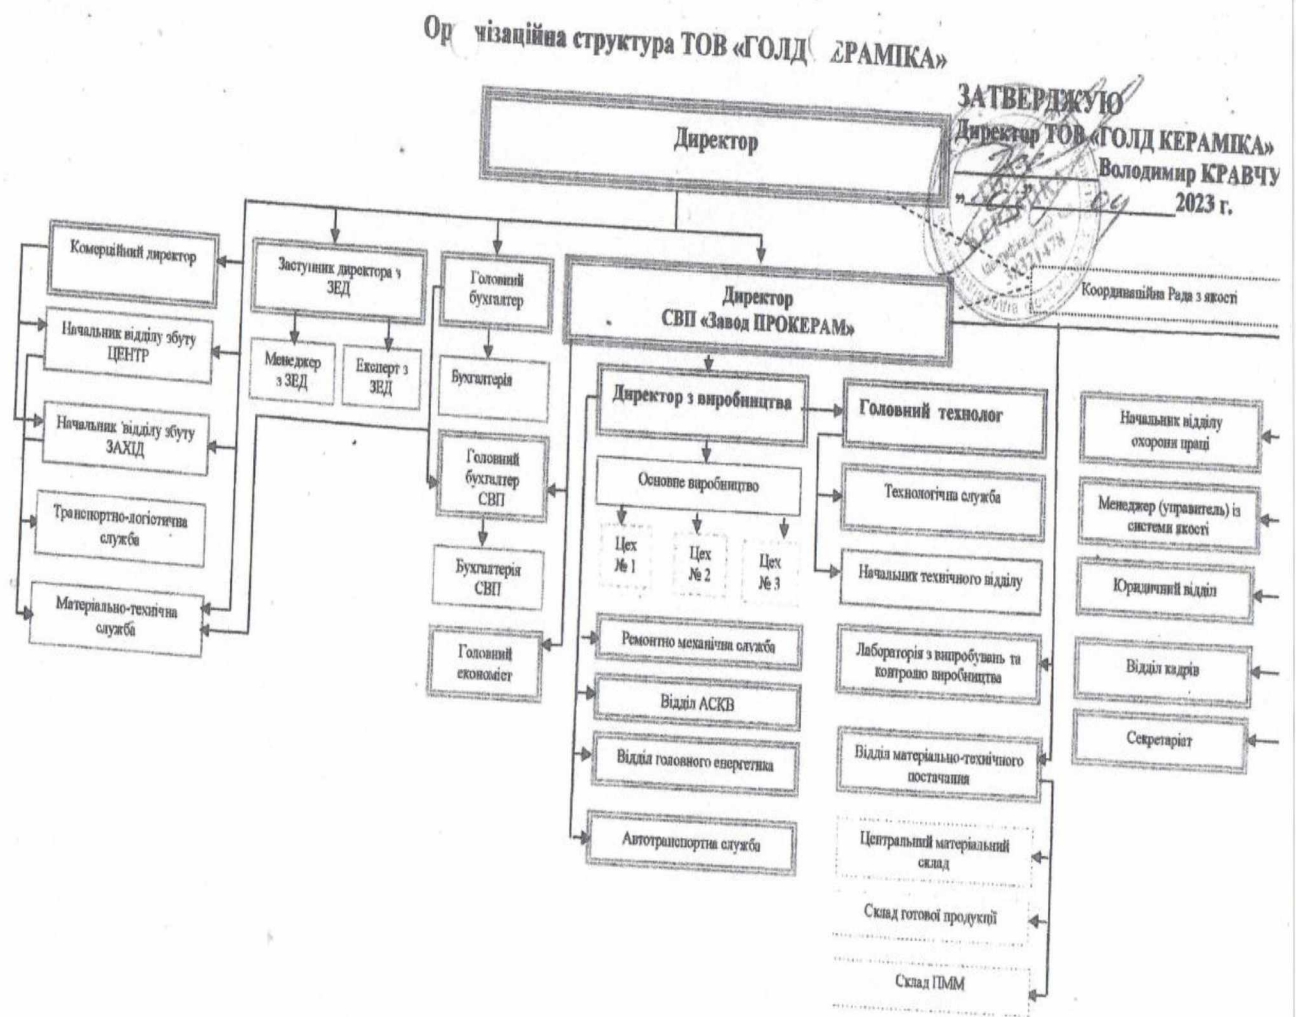 Ор нізаційна структура ТОВ «ГОЛД ЕРАМІКА»
ЗАТВЕРДЖУЮ
Директор ТОВ «ГОЛД КЕРАМІКА»
Володимир КРАВЧУ
2023 г.
Директор
Комерційний директор
Заступник директора з
ЗЕД
Головний
бухгалтер
Директор
СВП «Завод ПРОКЕРАМ»
Координаційна Рада з якості
Начальник відділу збуту
ЦЕНТР
Менеджер
з ЗЕД
Експерт з
ЗЕД
Бухгалтерія
Директор з виробництва
Головний технолог
Начальник відділу
охорони праці
Начальник відділу збуту
ЗАХІД
Головний
бухгалтер
СВП
Основне виробництво
Технологічна служба
Менеджер (управитель) із
системи якості
Транспортно-логістична
служба
Цех
№ 1
Цех
№ 2
Цех
№ 3
Бухгалтерія
СВП
Начальник технічного відділу
Юридичний відділ
Матеріально-технічна
служба
Головний
економіст
Ремонтно механічна служба
Лабораторія з випробувань та
контролю виробництва
Відділ кадрів
Відділ АСКВ
Секретаріат
Відділ головного енергетика
Відділ матеріально-технічного
постачання
Автотранспортна служба
Центральний матеріальний
склад
Склад готової продукції
Склад ПММ